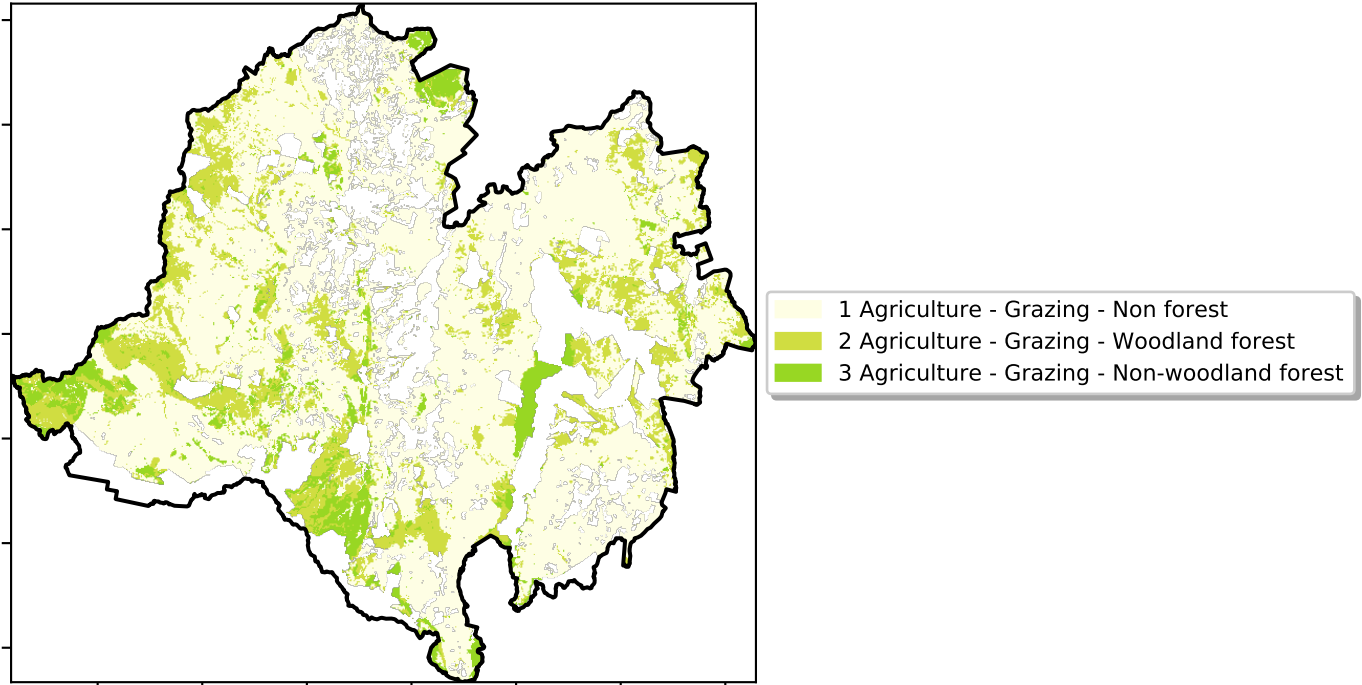 1 Agriculture - Grazing - Non forest
2 Agriculture - Grazing - Woodland forest
3 Agriculture - Grazing - Non-woodland forest